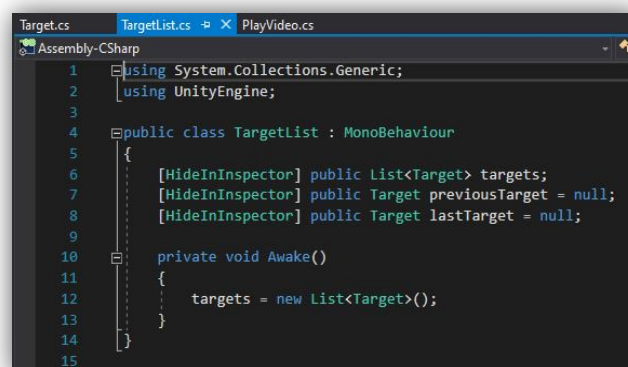 Target.cs TargetList.cs PlayVideo.cs
Assembly-CSharp
1 using System.Collections.Generic;
2 using UnityEngine;
3
4 public class TargetList : MonoBehaviour
5 {
6 [HideInInspector] public List<Target> targets;
7 [HideInInspector] public Target previousTarget = null;
8 [HideInInspector] public Target lastTarget = null;
9
10 private void Awake()
11 {
12 targets = new List<Target>();
13 }
14 }
15